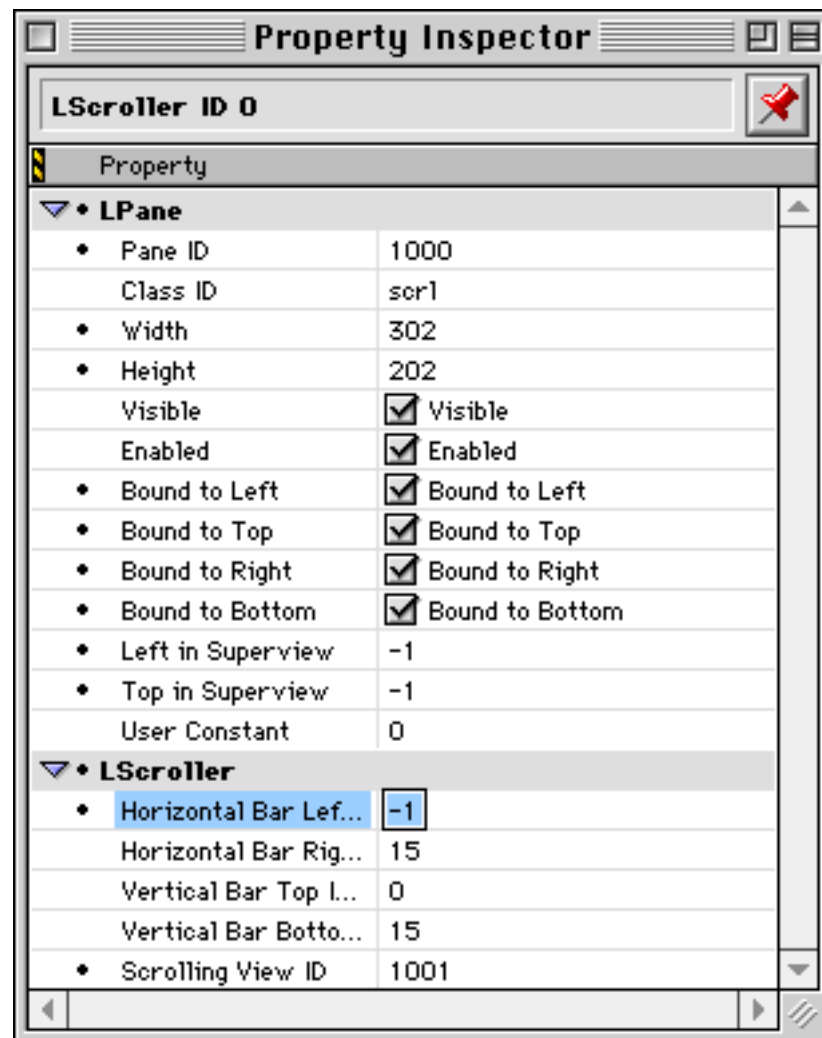 Property Inspector
LScroller ID 0
Property
• LPane
• Pane ID 1000
Class ID scrl
• Width 302
• Height 202
Visible Visible
Enabled Enabled
• Bound to Left Bound to Left
• Bound to Top Bound to Top
• Bound to Right Bound to Right
• Bound to Bottom Bound to Bottom
• Left in Superview -1
• Top in Superview -1
User Constant 0
• LScroller
• Horizontal Bar Lef... -1
Horizontal Bar Rig... 15
Vertical Bar Top I... 0
Vertical Bar Botto... 15
• Scrolling View ID 1001